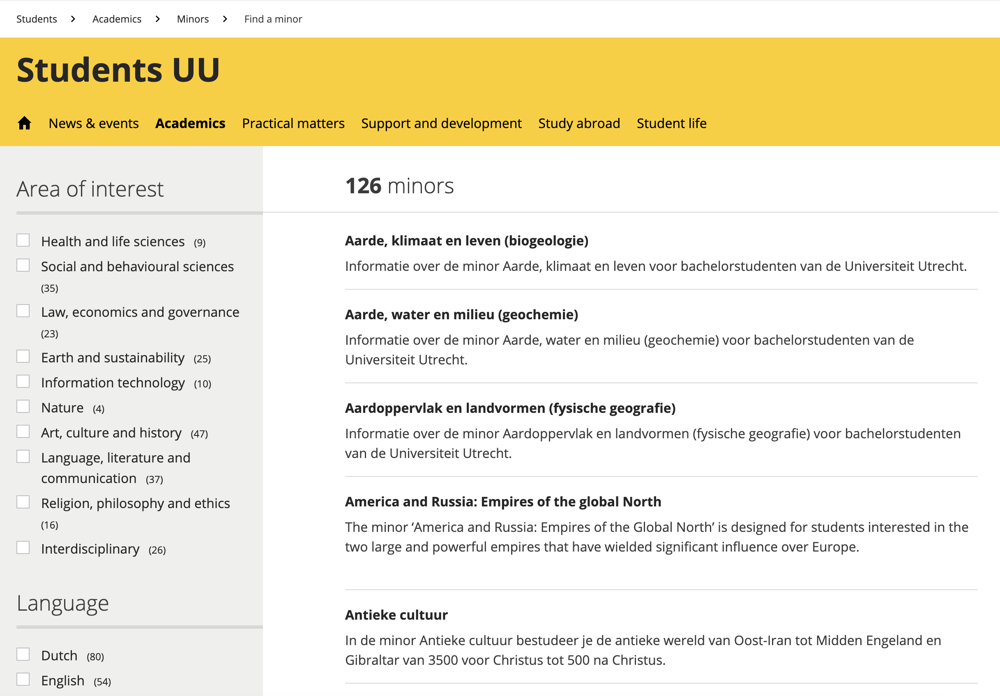 Students > Academics > Minors > Find a minor
Students UU
News & events Academics Practical matters Support and development Study abroad Student life
Area of interest
Health and life sciences (9)
Social and behavioural sciences
(35)
Law, economics and governance
(23)
Earth and sustainability (25)
Information technology (10)
Nature (4)
Art, culture and history (47)
Language, literature and
communication (37)
Religion, philosophy and ethics
(16)
Interdisciplinary (26)
Language
Dutch (80)
English (54)
126 minors
Aarde, klimaat en leven (biogeologie)
Informatie over de minor Aarde, klimaat en leven voor bachelorstudenten van de Universiteit Utrecht.
Aarde, water en milieu (geochemie)
Informatie over de minor Aarde, water en milieu (geochemie) voor bachelorstudenten van de
Universiteit Utrecht.
Aardoppervlak en landvormen (fysische geografie)
Informatie over de minor Aardoppervlak en landvormen (fysische geografie) voor bachelorstudenten
van de Universiteit Utrecht.
America and Russia: Empires of the global North
The minor ‘America and Russia: Empires of the Global North’ is designed for students interested in the
two large and powerful empires that have wielded significant influence over Europe.
Antieke cultuur
In de minor Antieke cultuur bestudeer je de antieke wereld van Oost-Iran tot Midden Engeland en
Gibraltar van 3500 voor Christus tot 500 na Christus.